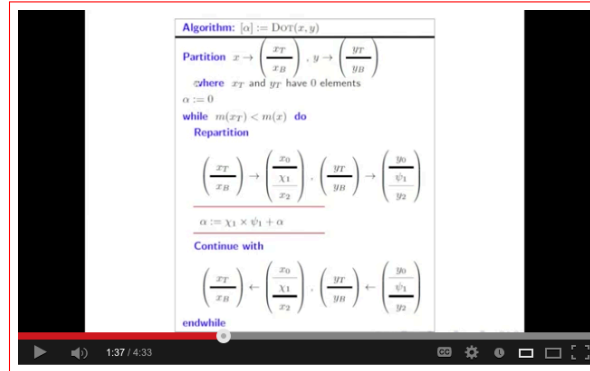 Algorithm: [α] := DOT(x, y)
Partition x → ( x_T / x_B ) , y → ( y_T / y_B )
where x_T and y_T have 0 elements
α := 0
while m(x_T) < m(x) do
Repartition
( x_T / x_B ) → ( x_0 / χ_1 / x_2 ) , ( y_T / y_B ) → ( y_0 / ψ_1 / y_2 )
α := χ_1 × ψ_1 + α
Continue with
( x_T / x_B ) ← ( x_0 / χ_1 / x_2 ) , ( y_T / y_B ) ← ( y_0 / ψ_1 / y_2 )
endwhile
1:37 / 4:33
CC